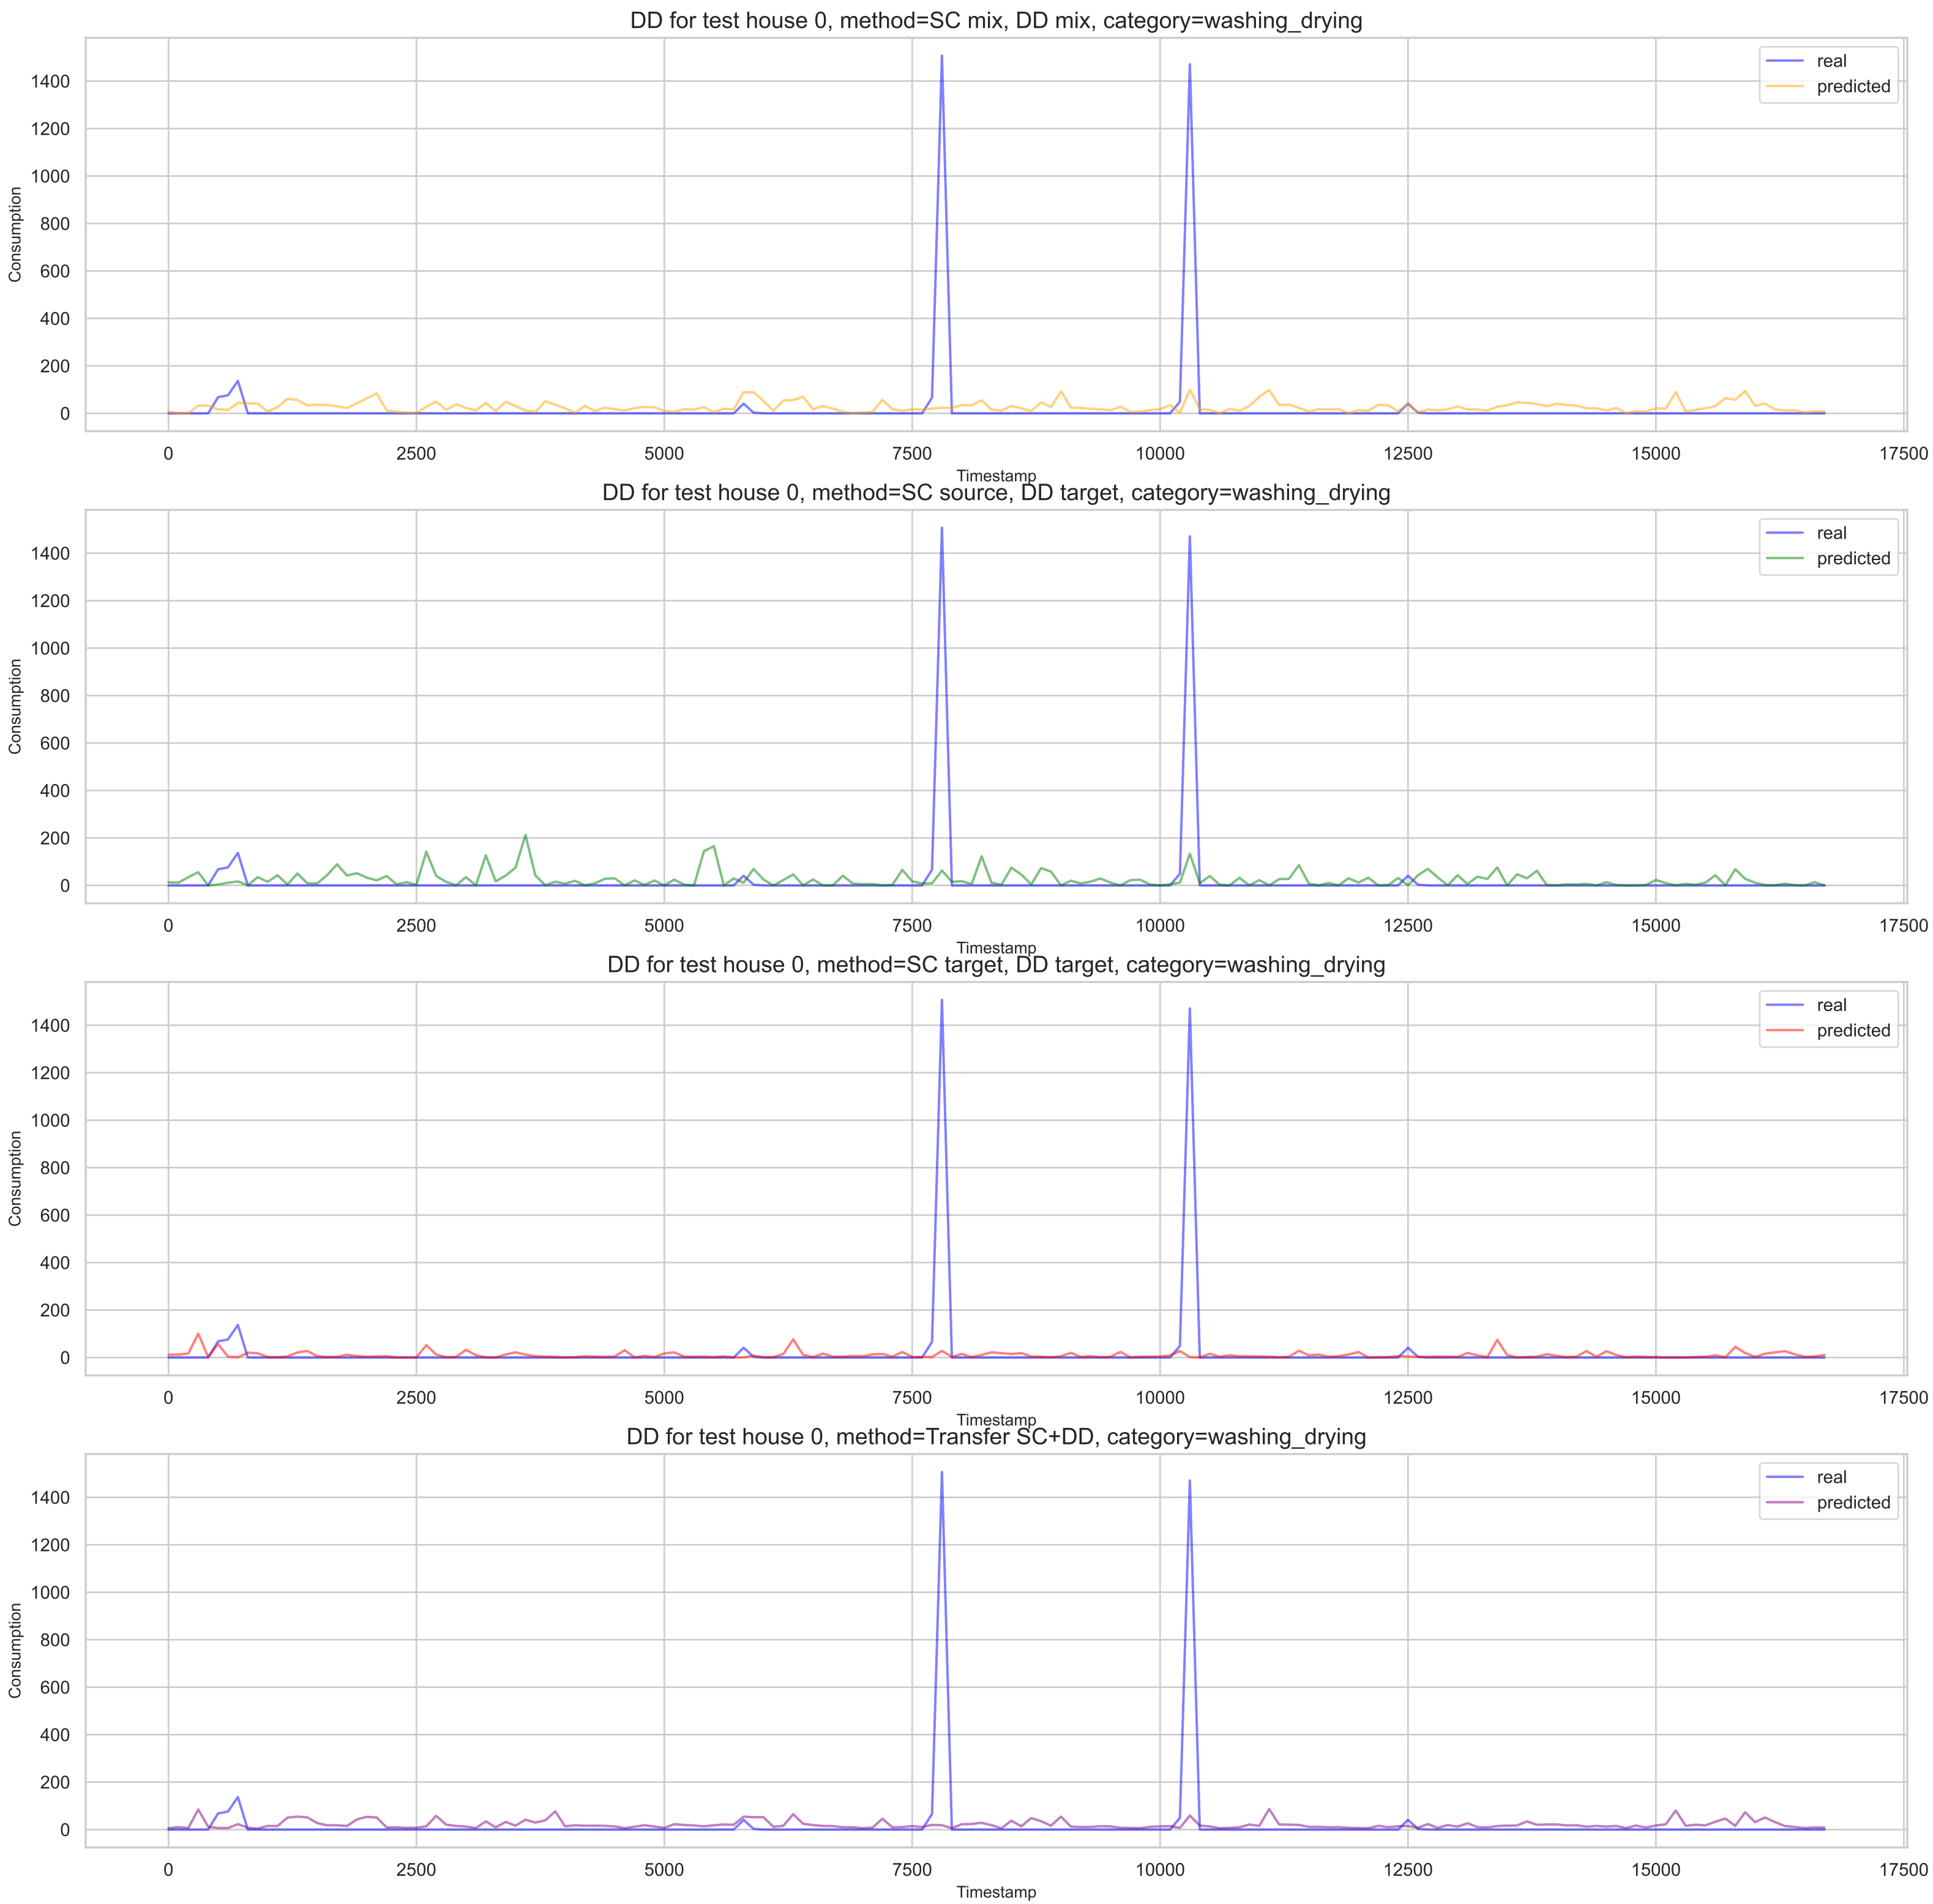 DD for test house 0, method=SC mix, DD mix, category=washing_drying
real
predicted
Consumption
1400
1200
1000
800
600
400
200
0
0 2500 5000 7500 10000 12500 15000 17500
Timestamp
DD for test house 0, method=SC source, DD target, category=washing_drying
real
predicted
Consumption
1400
1200
1000
800
600
400
200
0
0 2500 5000 7500 10000 12500 15000 17500
Timestamp
DD for test house 0, method=SC target, DD target, category=washing_drying
real
predicted
Consumption
1400
1200
1000
800
600
400
200
0
0 2500 5000 7500 10000 12500 15000 17500
Timestamp
DD for test house 0, method=Transfer SC+DD, category=washing_drying
real
predicted
Consumption
1400
1200
1000
800
600
400
200
0
0 2500 5000 7500 10000 12500 15000 17500
Timestamp